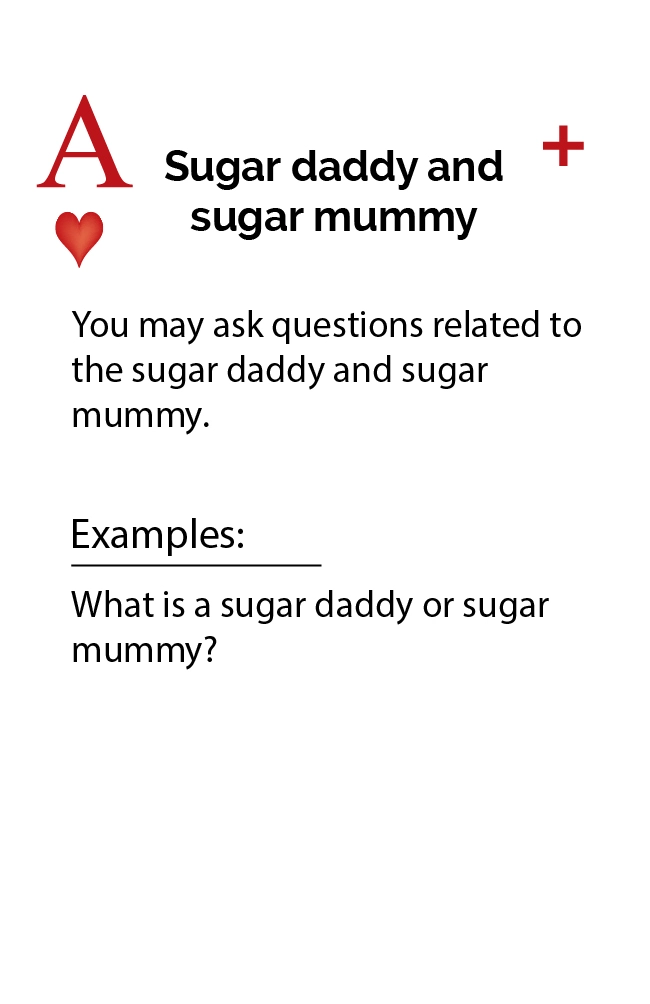 A
+
Sugar daddy and
sugar mummy
You may ask questions related to
the sugar daddy and sugar
mummy.
Examples:
What is a sugar daddy or sugar
mummy?